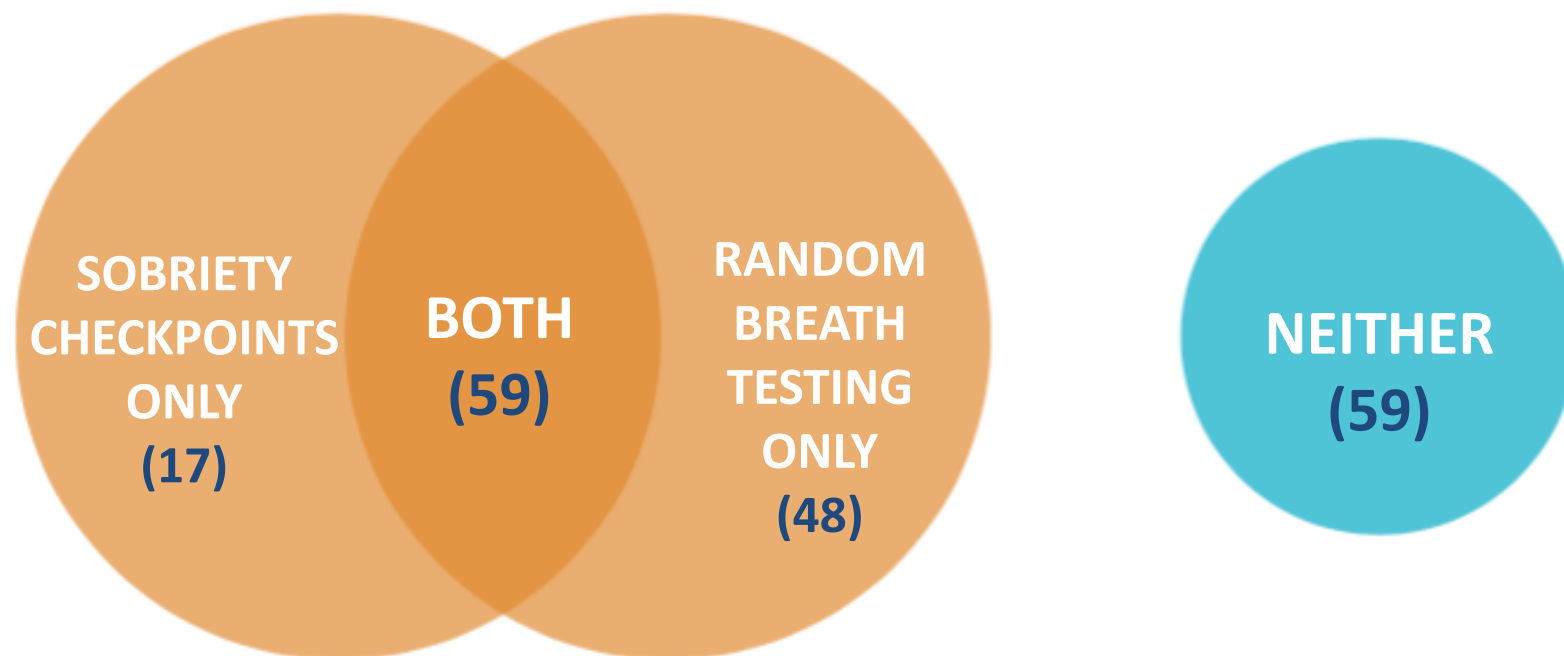 SOBRIETY
CHECKPOINTS
ONLY
(17)
BOTH
(59)
RANDOM
BREATH
TESTING
ONLY
(48)
NEITHER
(59)